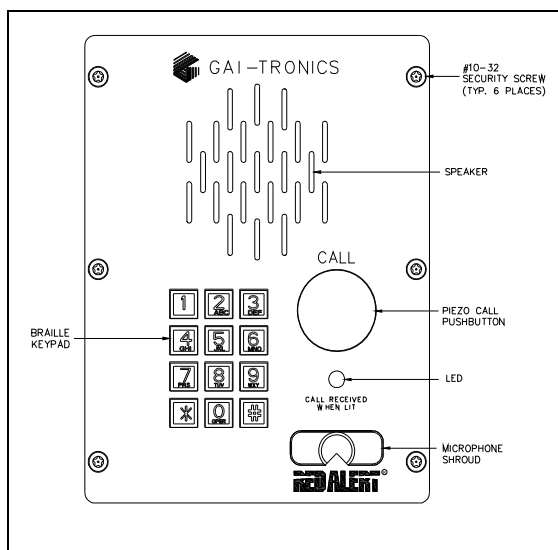 GAI-TRONICS
#10-32
SECURITY SCREW
(TYP. 6 PLACES)
SPEAKER
CALL
PIEZO CALL
PUSHBUTTON
BRAILLE
KEYPAD
1 2 ABC 3 DEF
4 GHI 5 JKL 6 MNO
7 PRS 8 TUV 9 WXY
* 0 OPER #
LED
CALL RECEIVED
WHEN LIT
MICROPHONE
SHROUD
RED ALERT®